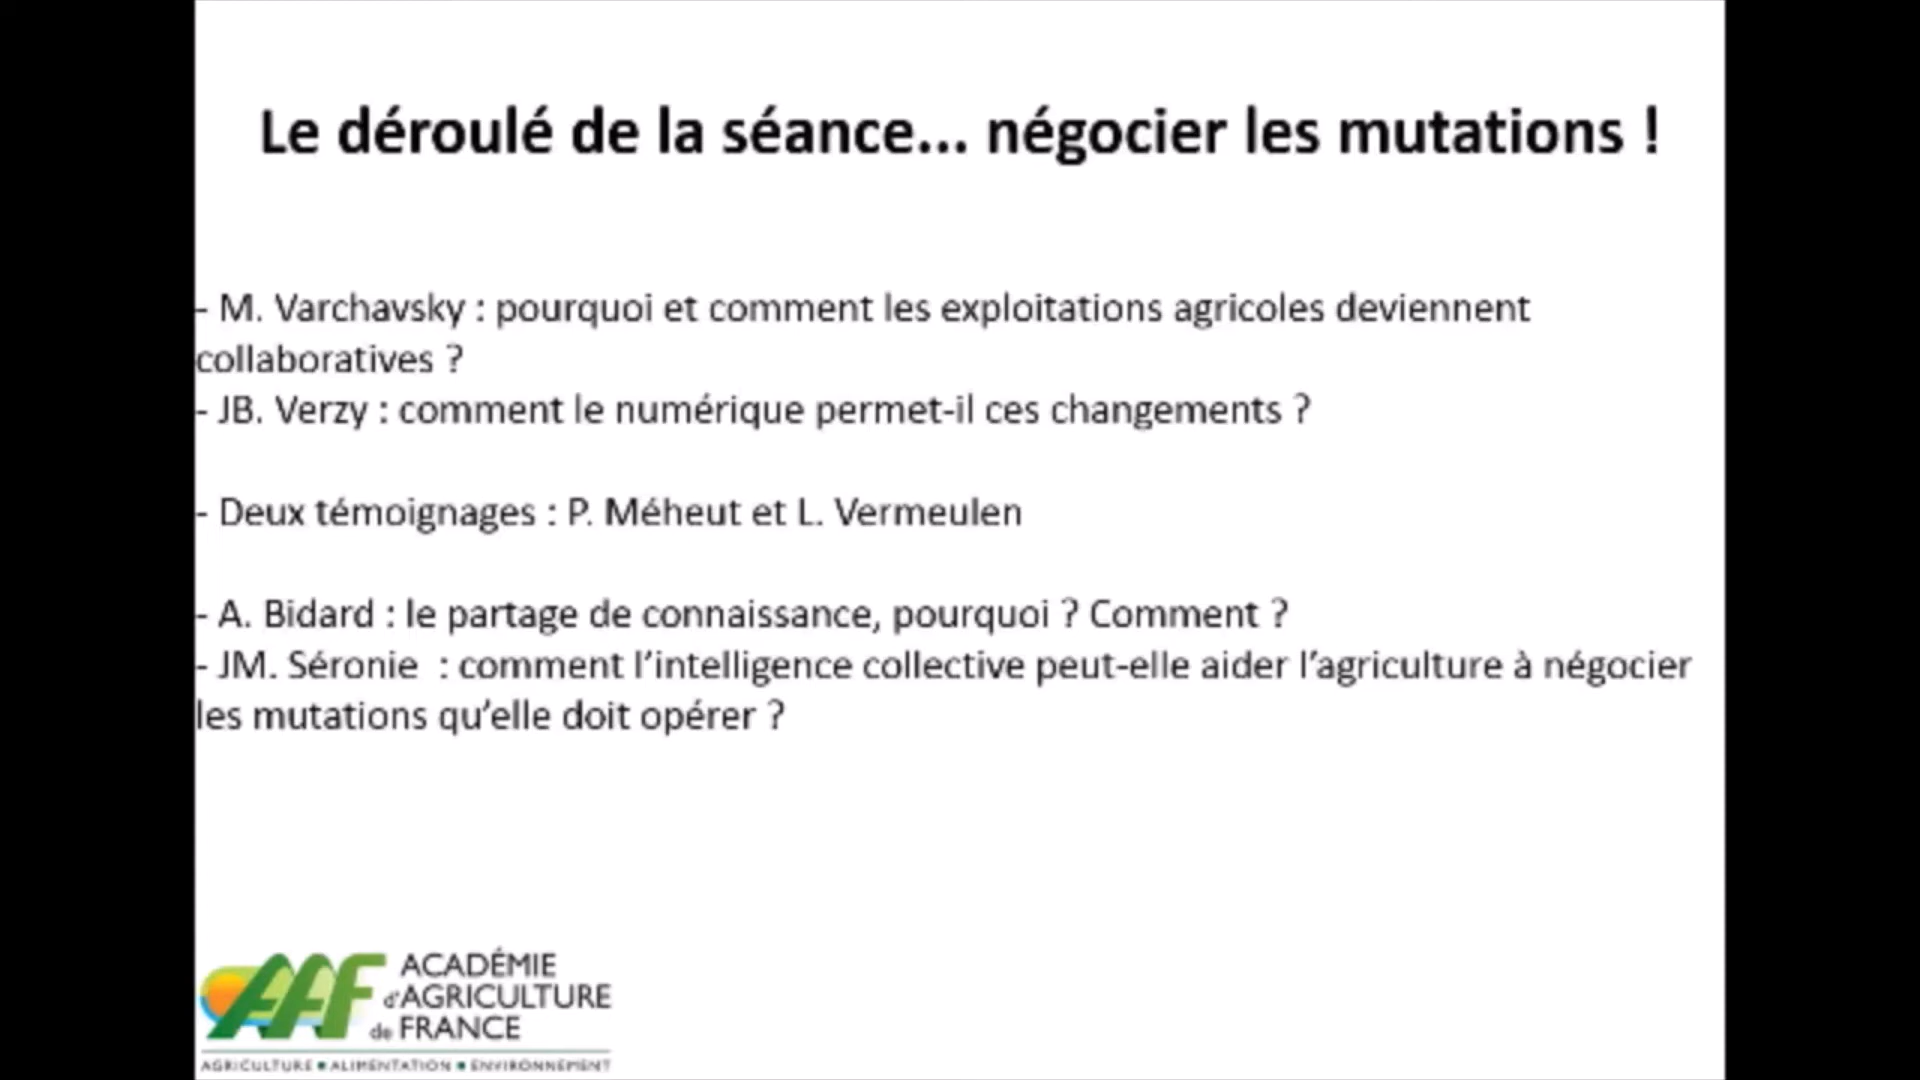 Le déroulé de la séance... négocier les mutations !
- M. Varchavsky : pourquoi et comment les exploitations agricoles deviennent
collaboratives ?
- JB. Verzy : comment le numérique permet-il ces changements ?
- Deux témoignages : P. Méheut et L. Vermeulen
- A. Bidard : le partage de connaissance, pourquoi ? Comment ?
- JM. Séronie  : comment l’intelligence collective peut-elle aider l’agriculture à négocier
les mutations qu’elle doit opérer ?
AAF
ACADÉMIE
d'AGRICULTURE
de FRANCE
AGRICULTURE • ALIMENTATION • ENVIRONNEMENT